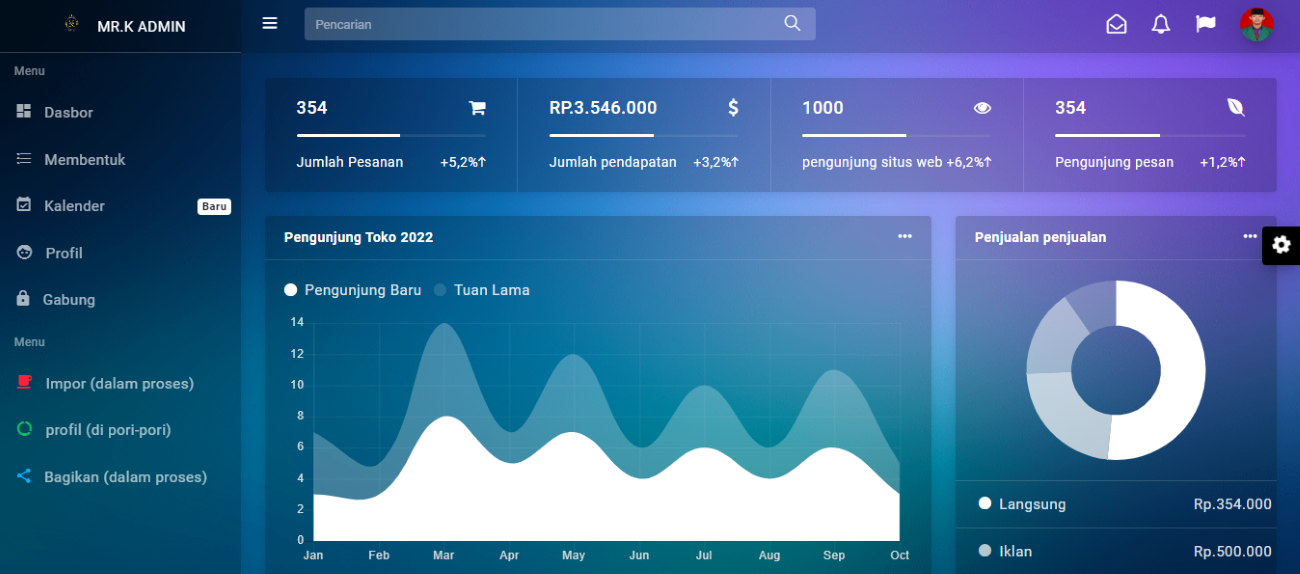 MR.K ADMIN
Pencarian
Menu
Dasbor
Membentuk
Kalender Baru
Profil
Gabung
Menu
Impor (dalam proses)
profil (di pori-pori)
Bagikan (dalam proses)
354
Jumlah Pesanan +5,2%↑
RP.3.546.000 $
Jumlah pendapatan +3,2%↑
1000
pengunjung situs web +6,2%↑
354
Pengunjung pesan +1,2%↑
Pengunjung Toko 2022
Pengunjung Baru Tuan Lama
14
12
10
8
6
4
2
0
Jan Feb Mar Apr May Jun Jul Aug Sep Oct
Penjualan penjualan
Langsung Rp.354.000
Iklan Rp.500.000